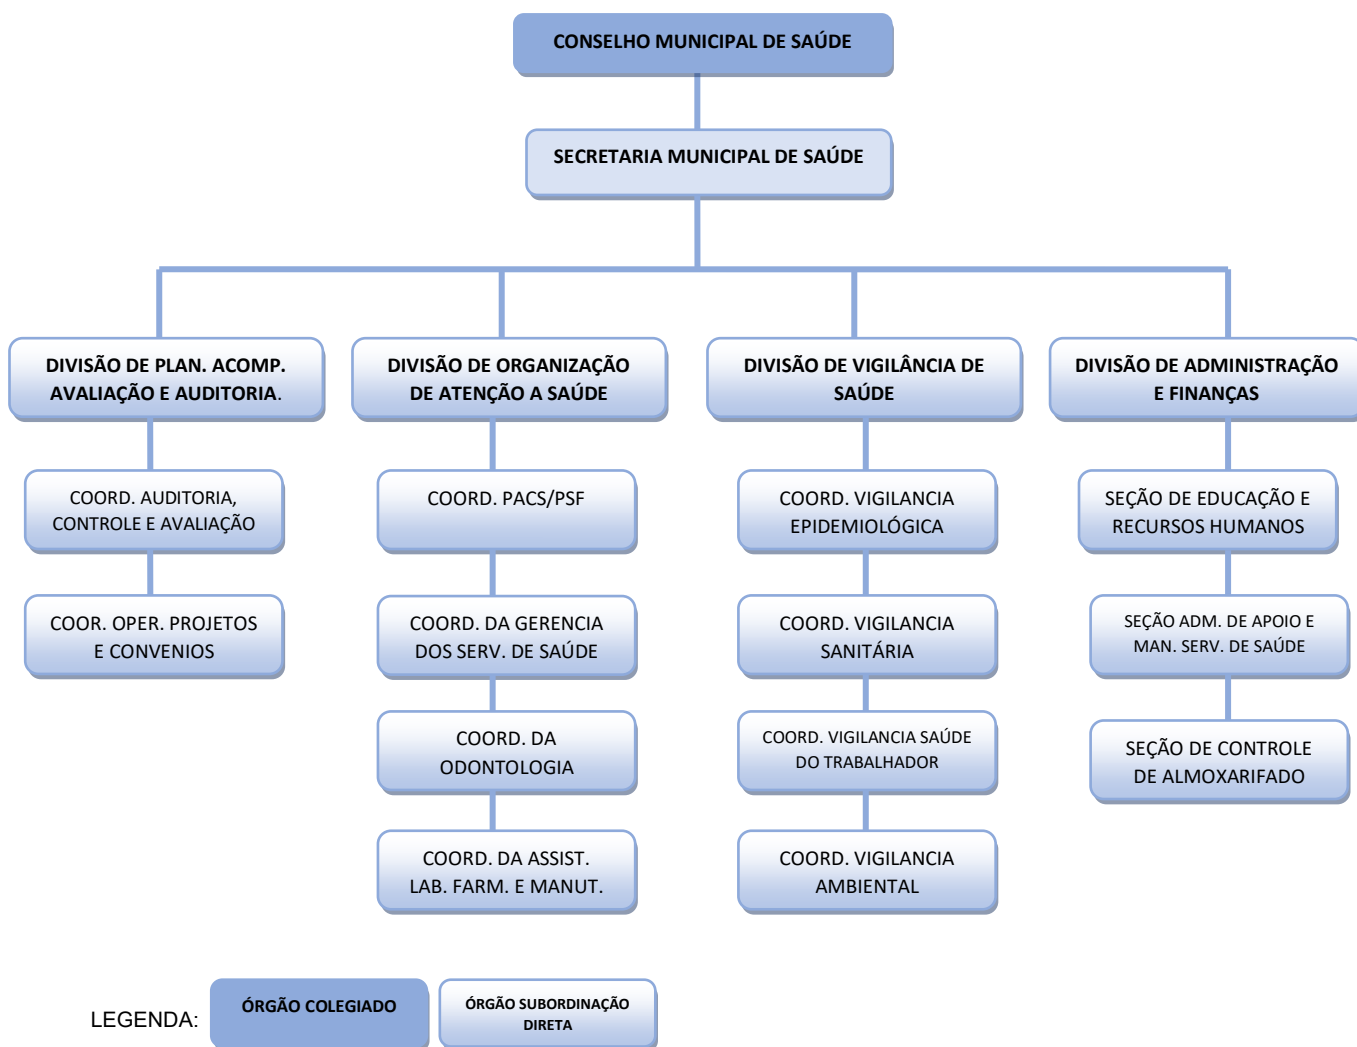 CONSELHO MUNICIPAL DE SAÚDE
SECRETARIA MUNICIPAL DE SAÚDE
DIVISÃO DE PLAN. ACOMP.
AVALIAÇÃO E AUDITORIA.
DIVISÃO DE ORGANIZAÇÃO
DE ATENÇÃO A SAÚDE
DIVISÃO DE VIGILÂNCIA DE
SAÚDE
DIVISÃO DE ADMINISTRAÇÃO
E FINANÇAS
COORD. AUDITORIA,
CONTROLE E AVALIAÇÃO
COORD. PACS/PSF
COORD. VIGILANCIA
EPIDEMIOLÓGICA
SEÇÃO DE EDUCAÇÃO E
RECURSOS HUMANOS
COOR. OPER. PROJETOS
E CONVENIOS
COORD. DA GERENCIA
DOS SERV. DE SAÚDE
COORD. VIGILANCIA
SANITÁRIA
SEÇÃO ADM. DE APOIO E
MAN. SERV. DE SAÚDE
COORD. DA
ODONTOLOGIA
COORD. VIGILANCIA SAÚDE
DO TRABALHADOR
SEÇÃO DE CONTROLE
DE ALMOXARIFADO
COORD. DA ASSIST.
LAB. FARM. E MANUT.
COORD. VIGILANCIA
AMBIENTAL
LEGENDA:
ÓRGÃO COLEGIADO
ÓRGÃO SUBORDINAÇÃO
DIRETA